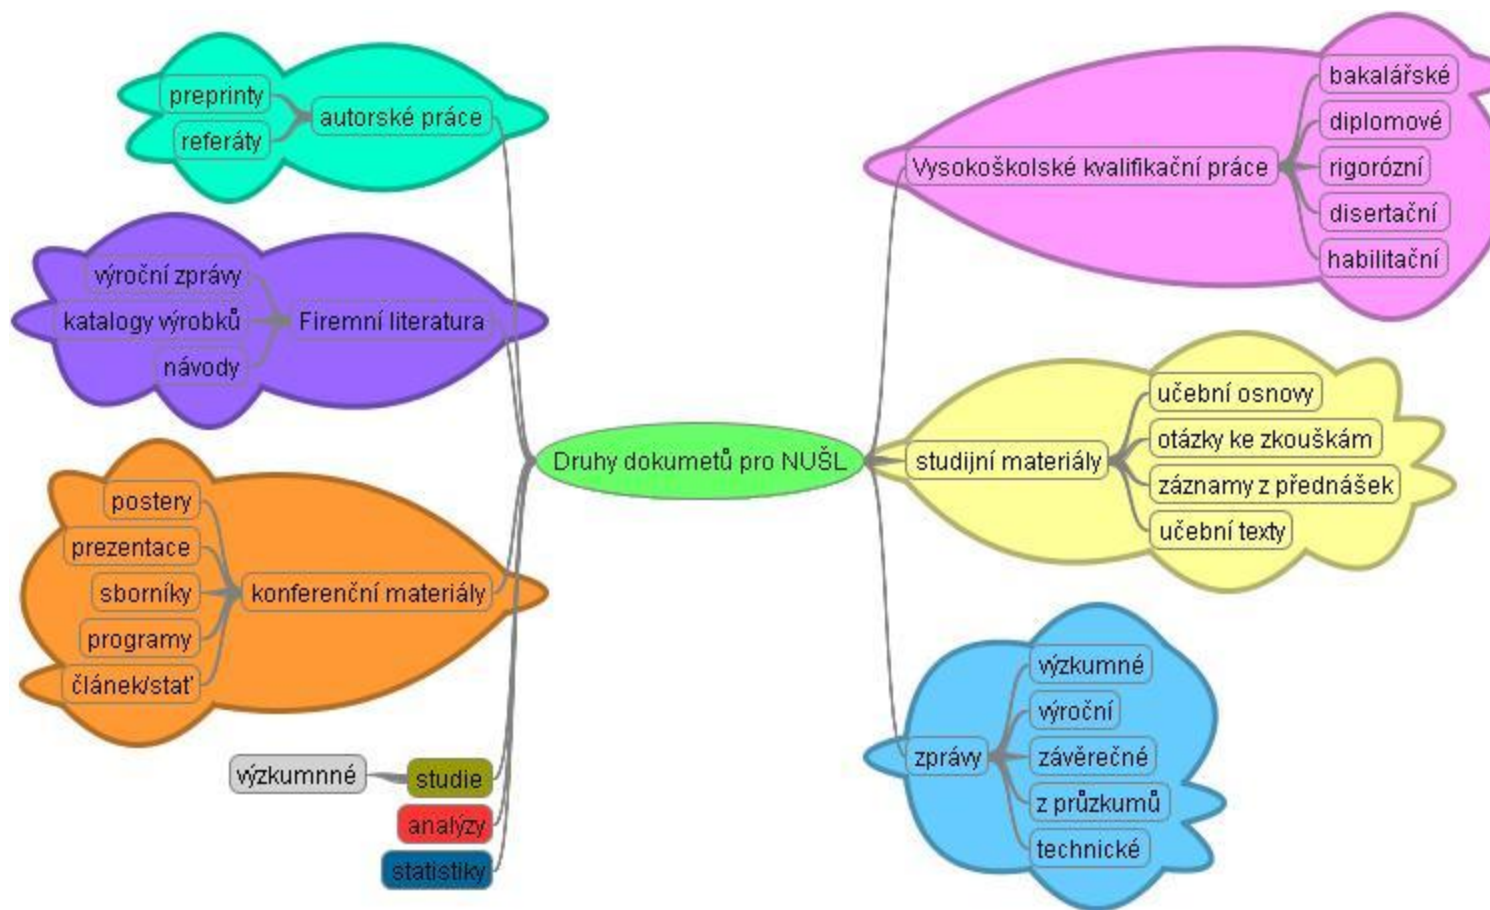 Druhy dokumetů pro NUŠL
autorské práce
preprinty
referáty
Firemní literatura
výroční zprávy
katalogy výrobků
návody
konferenční materiály
postery
prezentace
sborníky
programy
článek/stať
studie
výzkumnné
analýzy
statistiky
Vysokoškolské kvalifikační práce
bakalářské
diplomové
rigorózní
disertační
habilitační
studijní materiály
učební osnovy
otázky ke zkouškám
záznamy z přednášek
učební texty
zprávy
výzkumné
výroční
závěrečné
z průzkumů
technické